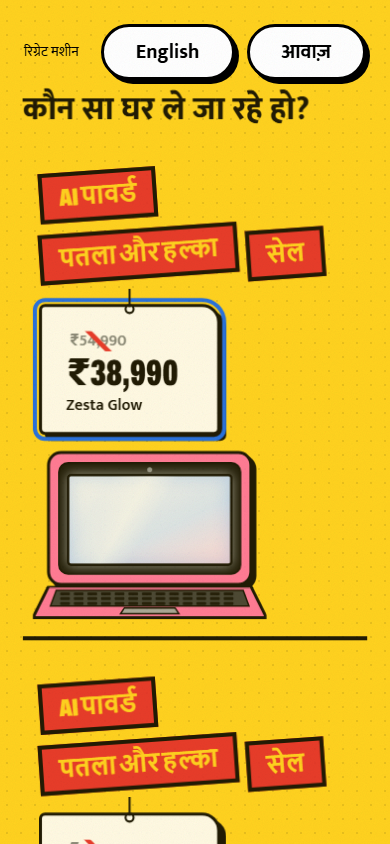 रिग्रेट मशीन
English
आवाज़
कौन सा घर ले जा रहे हो?
AI पावर्ड
पतला और हल्का
सेल
₹54,990
₹38,990
Zesta Glow
AI पावर्ड
पतला और हल्का
सेल